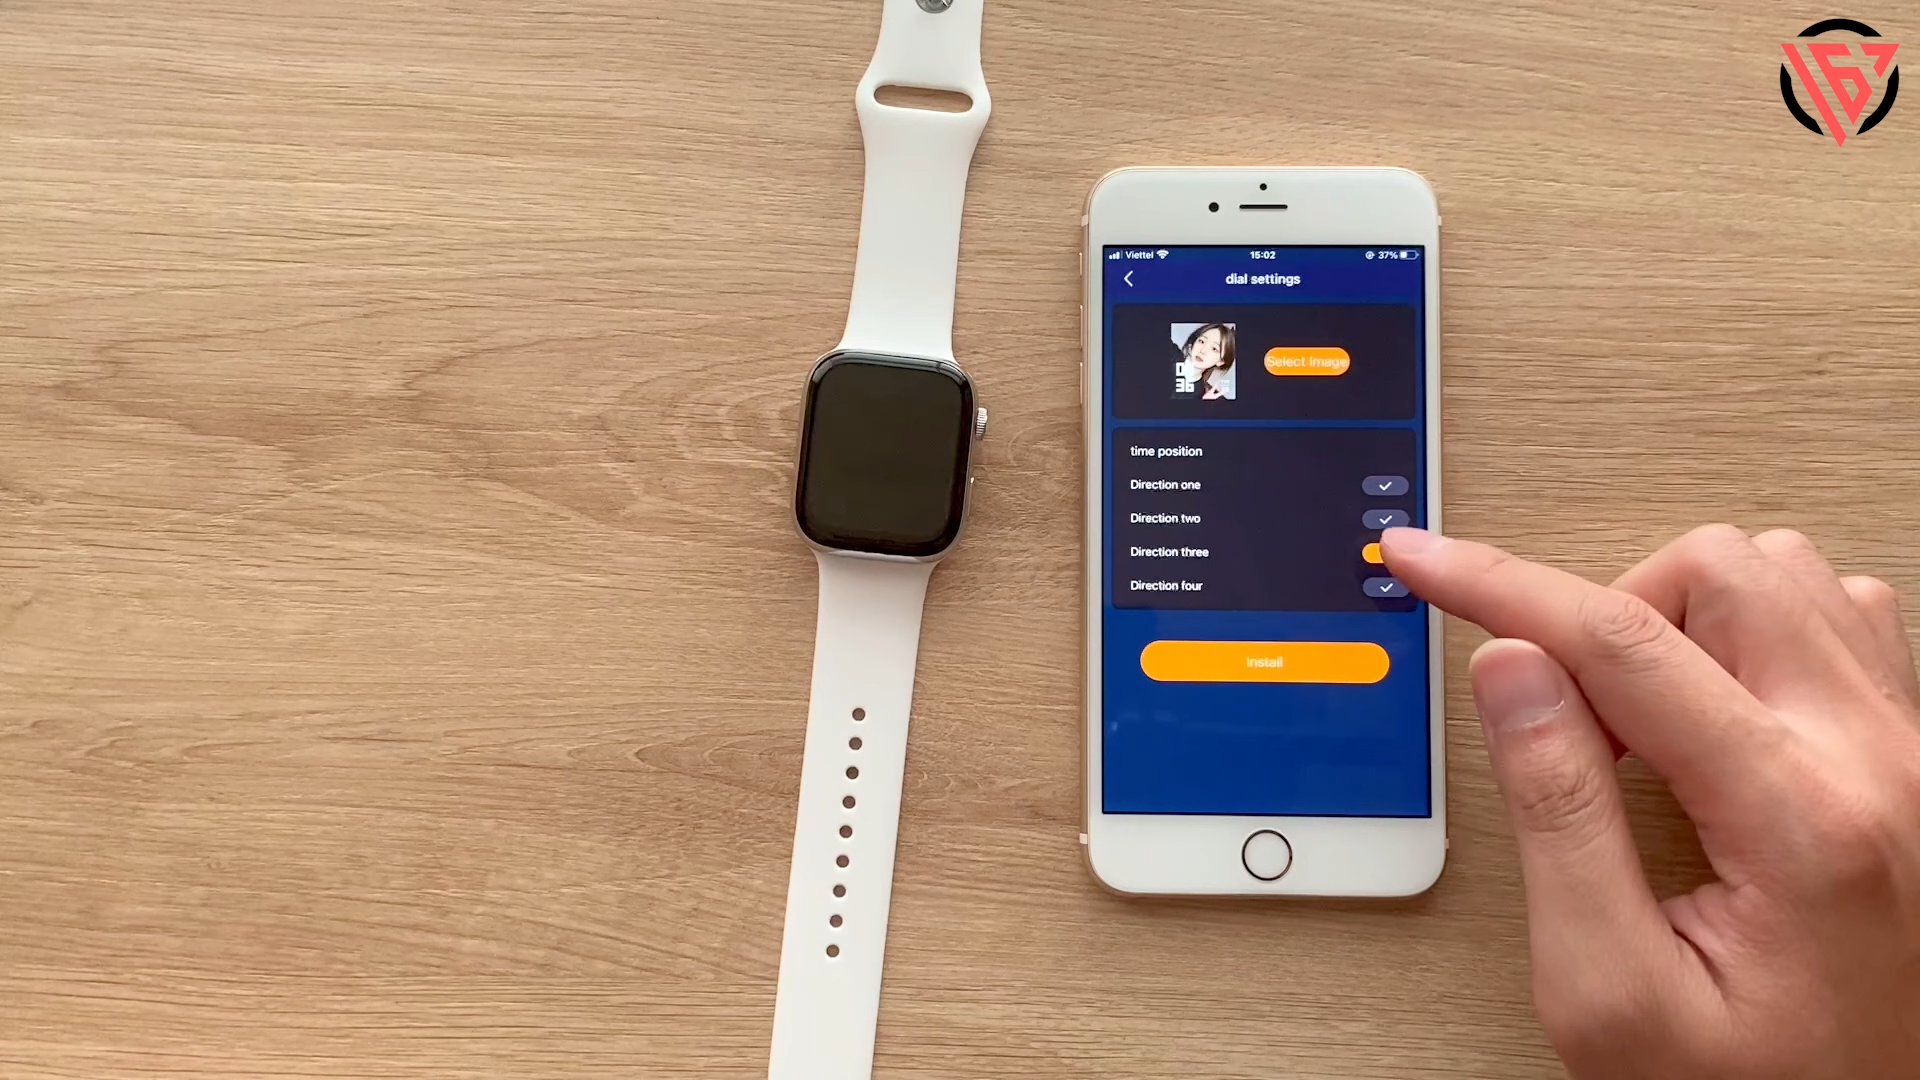 Viettel 15:02 37%
dial settings
Select Image
36
time position
Direction one
Direction two
Direction three
Direction four
Install